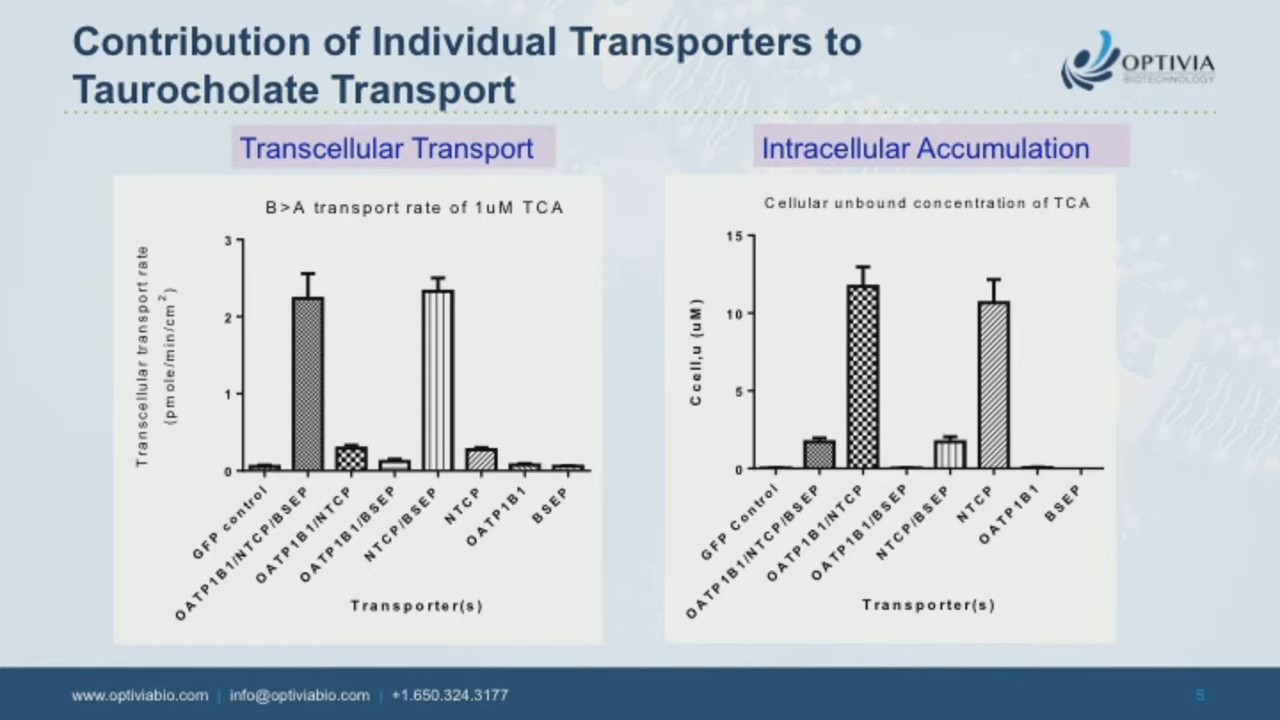 Contribution of Individual Transporters to
Taurocholate Transport
OPTIVIA
BIOTECHNOLOGY
Transcellular Transport
B>A transport rate of 1uM TCA
Transcellular transport rate
(pmole/min/cm²)
3
2
1
0
GFP control
OATP1B1/NTCP/BSEP
OATP1B1/NTCP
OATP1B1/BSEP
NTCP/BSEP
NTCP
OATP1B1
BSEP
Transporter(s)
Intracellular Accumulation
Cellular unbound concentration of TCA
Ccell,u (uM)
15
10
5
0
GFP Control
OATP1B1/NTCP/BSEP
OATP1B1/NTCP
OATP1B1/BSEP
NTCP/BSEP
NTCP
OATP1B1
BSEP
Transporter(s)
www.optiviabio.com | info@optiviabio.com | +1.650.324.3177
5